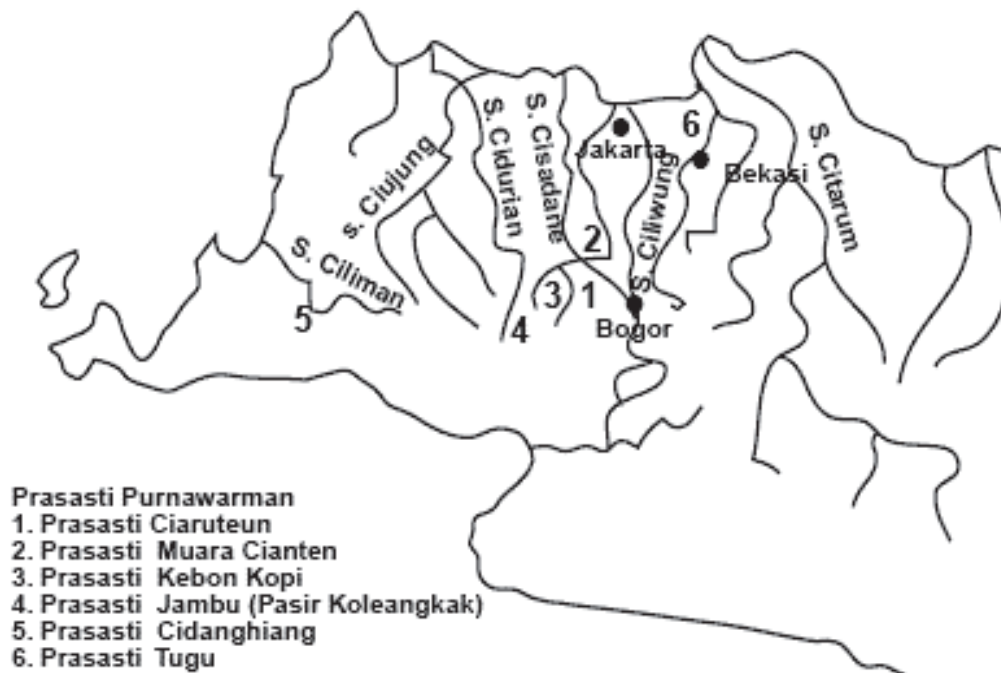 S. Ciujung
S. Cidurian
S. Cisadane
6
Jakarta
Bekasi
S. Citarum
S. Ciliwung
S. Ciliman
2
5
3
1
4
Bogor
Prasasti Purnawarman
1. Prasasti Ciaruteun
2. Prasasti Muara Cianten
3. Prasasti Kebon Kopi
4. Prasasti Jambu (Pasir Koleangkak)
5. Prasasti Cidanghiang
6. Prasasti Tugu